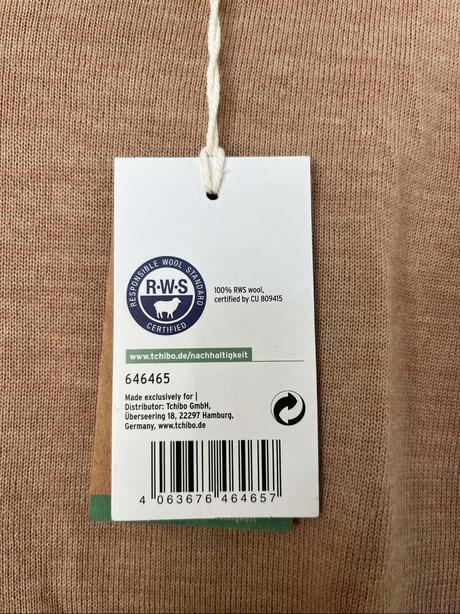 RESPONSIBLE WOOL STANDARD
R·W·S
CERTIFIED
100% RWS wool,
certified by CU 809415
www.tchibo.de/nachhaltigkeit
646465
Made exclusively for |
Distributor: Tchibo GmbH,
Überseering 18, 22297 Hamburg,
Germany, www.tchibo.de
4 063676 464657